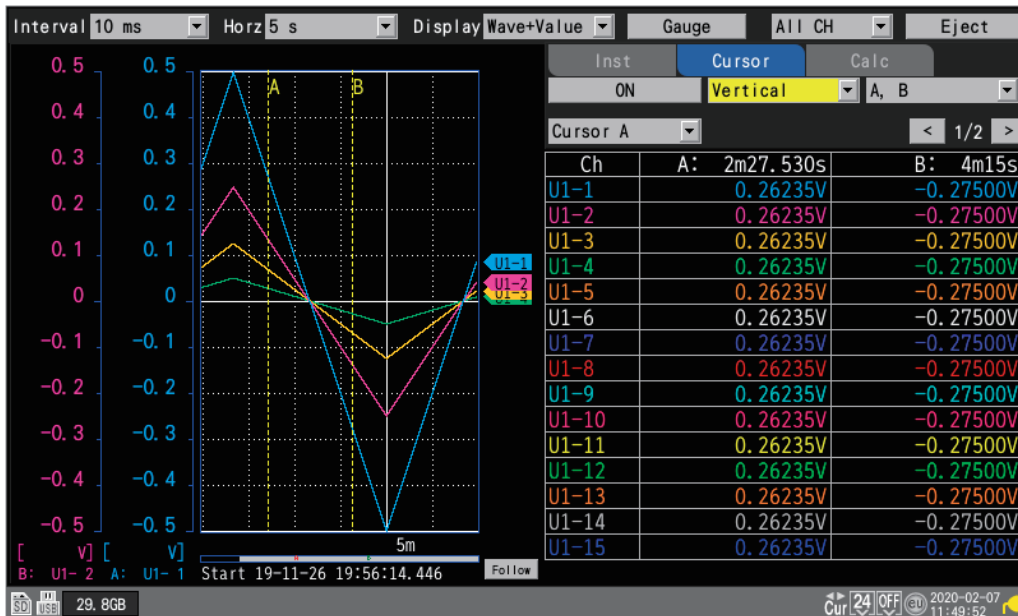 Interval 10 ms Horz 5 s Display Wave+Value Gauge All CH Eject
Inst Cursor Calc
ON Vertical A, B
Cursor A < 1/2 >
Ch A: 2m27.530s B: 4m15s
U1-1 0.26235V -0.27500V
U1-2 0.26235V -0.27500V
U1-3 0.26235V -0.27500V
U1-4 0.26235V -0.27500V
U1-5 0.26235V -0.27500V
U1-6 0.26235V -0.27500V
U1-7 0.26235V -0.27500V
U1-8 0.26235V -0.27500V
U1-9 0.26235V -0.27500V
U1-10 0.26235V -0.27500V
U1-11 0.26235V -0.27500V
U1-12 0.26235V -0.27500V
U1-13 0.26235V -0.27500V
U1-14 0.26235V -0.27500V
U1-15 0.26235V -0.27500V
0.5 0.5
A B
0.4 0.4
0.3 0.3
0.2 0.2
0.1 0.1
U1-1
U1-2
U1-3
0 0
-0.1 -0.1
-0.2 -0.2
-0.3 -0.3
-0.4 -0.4
-0.5 -0.5
5m
[ V] [ V]
B: U1- 2 A: U1- 1 Start 19-11-26 19:56:14.446 Follow
SD USB 29.8GB Cur 24 OFF eu 2020-02-07
11:49:52